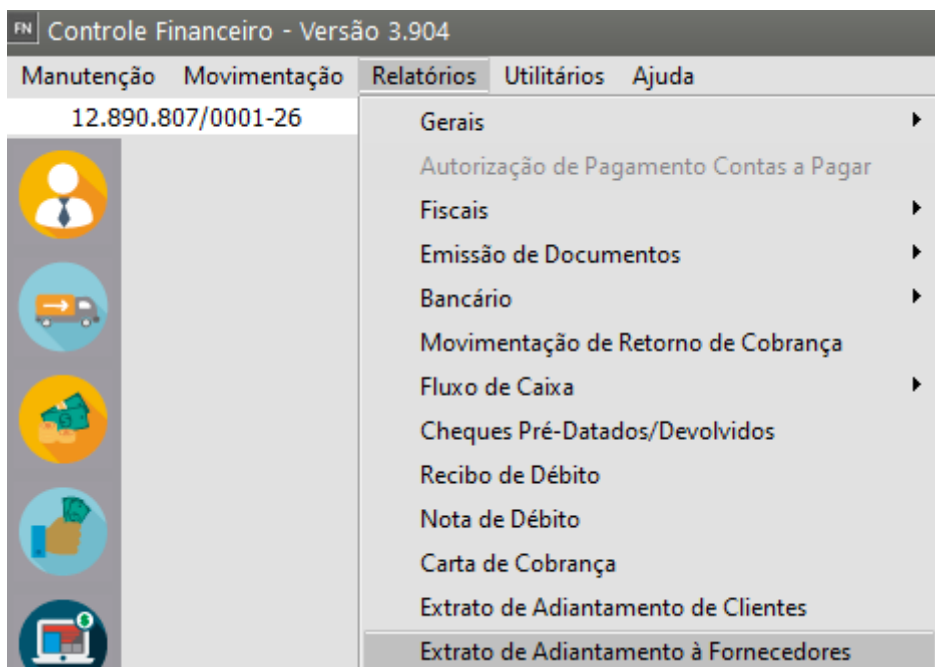 FN Controle Financeiro - Versão 3.904
Manutenção Movimentação Relatórios Utilitários Ajuda
12.890.807/0001-26
Gerais
Autorização de Pagamento Contas a Pagar
Fiscais
Emissão de Documentos
Bancário
Movimentação de Retorno de Cobrança
Fluxo de Caixa
Cheques Pré-Datados/Devolvidos
Recibo de Débito
Nota de Débito
Carta de Cobrança
Extrato de Adiantamento de Clientes
Extrato de Adiantamento à Fornecedores